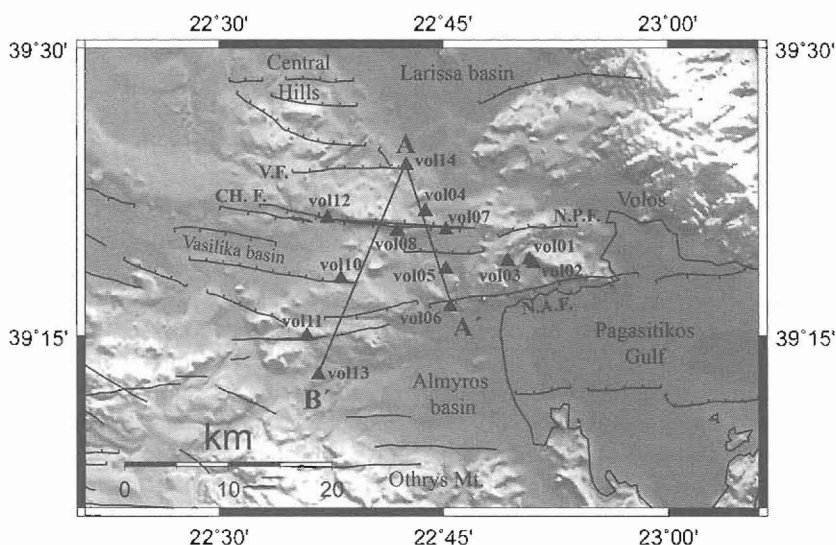 22°30' 22°45' 23°00'
39°30' 39°30'
Central
Hills
Larissa basin
A
vol14
V.F.
CH. F.
vol12
vol04
vol07
N.P.F.
Volos
vol08
Vasilika basin
vol01
vol03
vol02
vol05
vol10
N.A.F.
vol06
A´
vol11
39°15' 39°15'
Pagasitikos
Gulf
vol13
B´
Almyros
basin
km
0 10 20
Othrys Mt.
22°30' 22°45' 23°00'